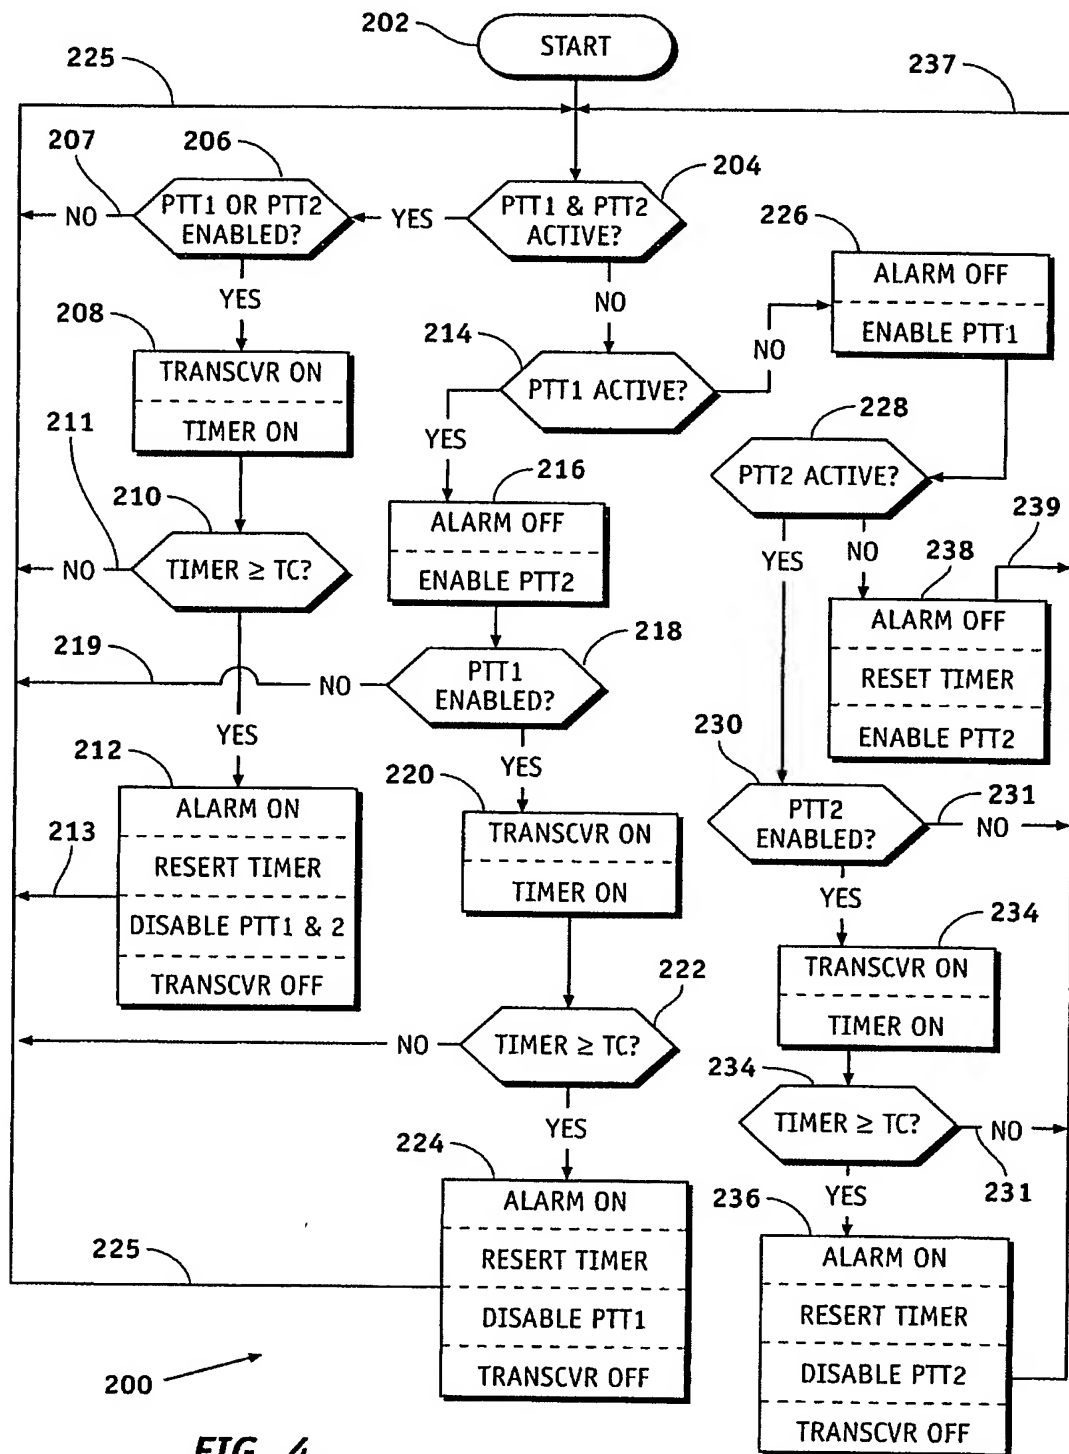 202
START
225
237
207
206
204
NO
PTT1 OR PTT2
ENABLED?
YES
PTT1 & PTT2
ACTIVE?
226
ALARM OFF
ENABLE PTT1
YES
NO
208
TRANSCVR ON
TIMER ON
214
PTT1 ACTIVE?
NO
YES
228
PTT2 ACTIVE?
211
210
NO
TIMER ≥ TC?
216
ALARM OFF
ENABLE PTT2
YES
NO
239
238
ALARM OFF
RESET TIMER
ENABLE PTT2
219
NO
218
PTT1
ENABLED?
YES
YES
212
ALARM ON
RESERT TIMER
DISABLE PTT1 & 2
TRANSCVR OFF
213
220
TRANSCVR ON
TIMER ON
230
PTT2
ENABLED?
231
NO
YES
234
TRANSCVR ON
TIMER ON
222
NO
TIMER ≥ TC?
YES
234
TIMER ≥ TC?
NO
231
YES
224
ALARM ON
RESERT TIMER
DISABLE PTT1
TRANSCVR OFF
225
236
ALARM ON
RESERT TIMER
DISABLE PTT2
TRANSCVR OFF
200
FIG. 4